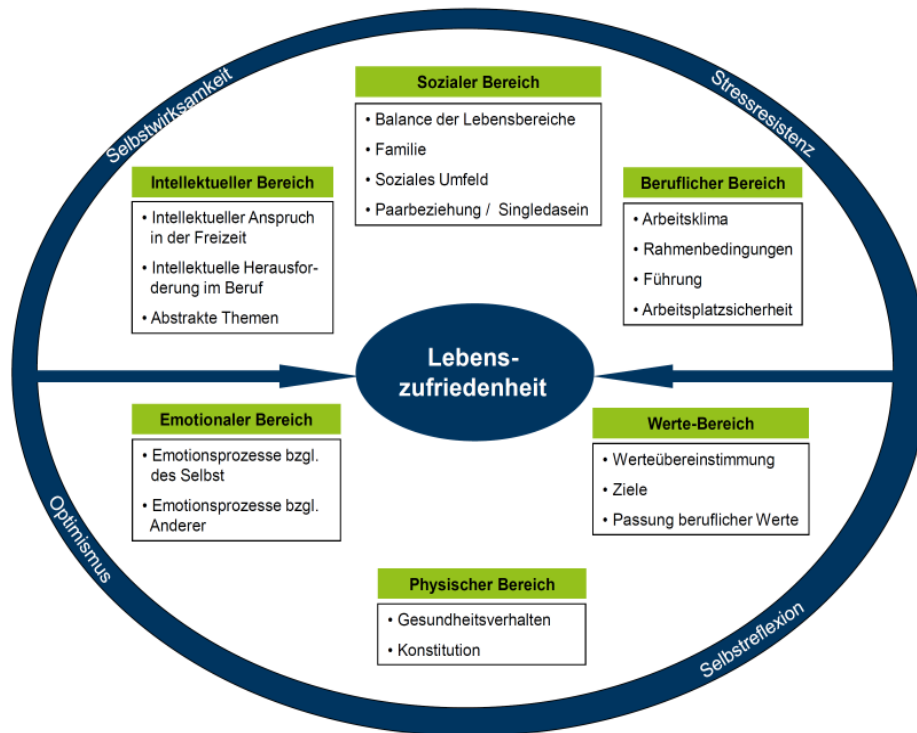 Selbstwirksamkeit
Stressresistenz
Sozialer Bereich
• Balance der Lebensbereiche
• Familie
• Soziales Umfeld
• Paarbeziehung / Singledasein
Intellektueller Bereich
• Intellektueller Anspruch
in der Freizeit
• Intellektuelle Herausfor-
derung im Beruf
• Abstrakte Themen
Beruflicher Bereich
• Arbeitsklima
• Rahmenbedingungen
• Führung
• Arbeitsplatzsicherheit
Lebens-
zufriedenheit
Emotionaler Bereich
• Emotionsprozesse bzgl.
des Selbst
• Emotionsprozesse bzgl.
Anderer
Werte-Bereich
• Werteübereinstimmung
• Ziele
• Passung beruflicher Werte
Physischer Bereich
• Gesundheitsverhalten
• Konstitution
Optimismus
Selbstreflexion